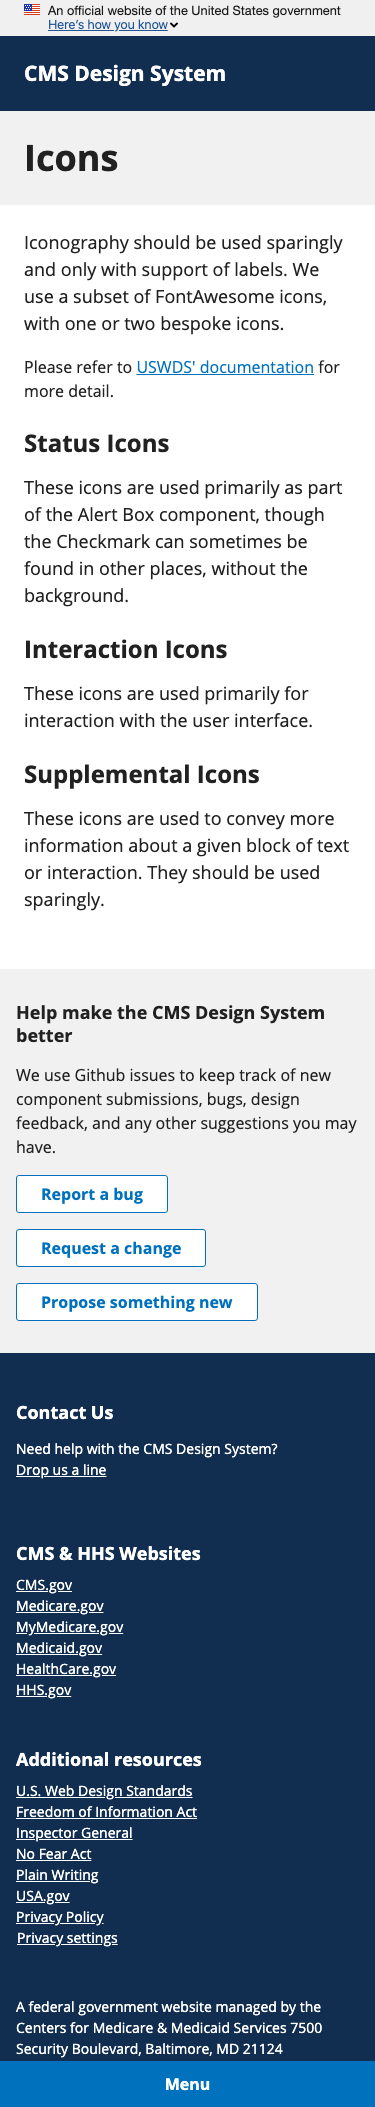 An official website of the United States government
Here's how you know
CMS Design System
Icons
Iconography should be used sparingly
and only with support of labels. We
use a subset of FontAwesome icons,
with one or two bespoke icons.
Please refer to USWDS' documentation for
more detail.
Status Icons
These icons are used primarily as part
of the Alert Box component, though
the Checkmark can sometimes be
found in other places, without the
background.
Interaction Icons
These icons are used primarily for
interaction with the user interface.
Supplemental Icons
These icons are used to convey more
information about a given block of text
or interaction. They should be used
sparingly.
Help make the CMS Design System
better
We use Github issues to keep track of new
component submissions, bugs, design
feedback, and any other suggestions you may
have.
Report a bug
Request a change
Propose something new
Contact Us
Need help with the CMS Design System?
Drop us a line
CMS & HHS Websites
CMS.gov
Medicare.gov
MyMedicare.gov
Medicaid.gov
HealthCare.gov
HHS.gov
Additional resources
U.S. Web Design Standards
Freedom of Information Act
Inspector General
No Fear Act
Plain Writing
USA.gov
Privacy Policy
Privacy settings
A federal government website managed by the
Centers for Medicare & Medicaid Services 7500
Security Boulevard, Baltimore, MD 21124
Menu